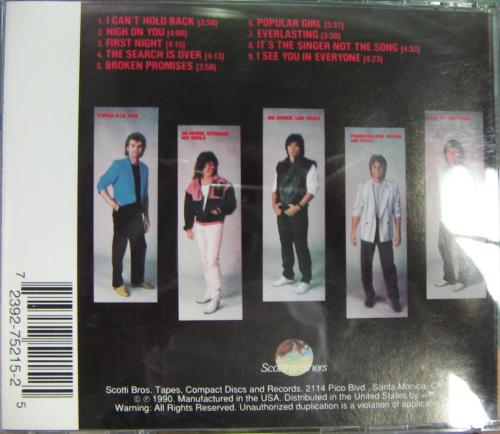 1. I CAN'T HOLD BACK [3:58]
2. HIGH ON YOU [4:08]
3. FIRST NIGHT [4:15]
4. THE SEARCH IS OVER [4:13]
5. BROKEN PROMISES [3:58]
6. POPULAR GIRL [3:37]
7. EVERLASTING [3:50]
8. IT'S THE SINGER NOT THE SONG [4:32]
9. I SEE YOU IN EVERYONE [4:23]
AND VOCALS
7 2392-75215-2 5
Scotti Brothers
Scotti Bros. Tapes, Compact Discs and Records, 2114 Pico Blvd., Santa Monica,
© ℗ 1990. Manufactured in the USA. Distributed in the United States by
Warning: All Rights Reserved. Unauthorized duplication is a violation of